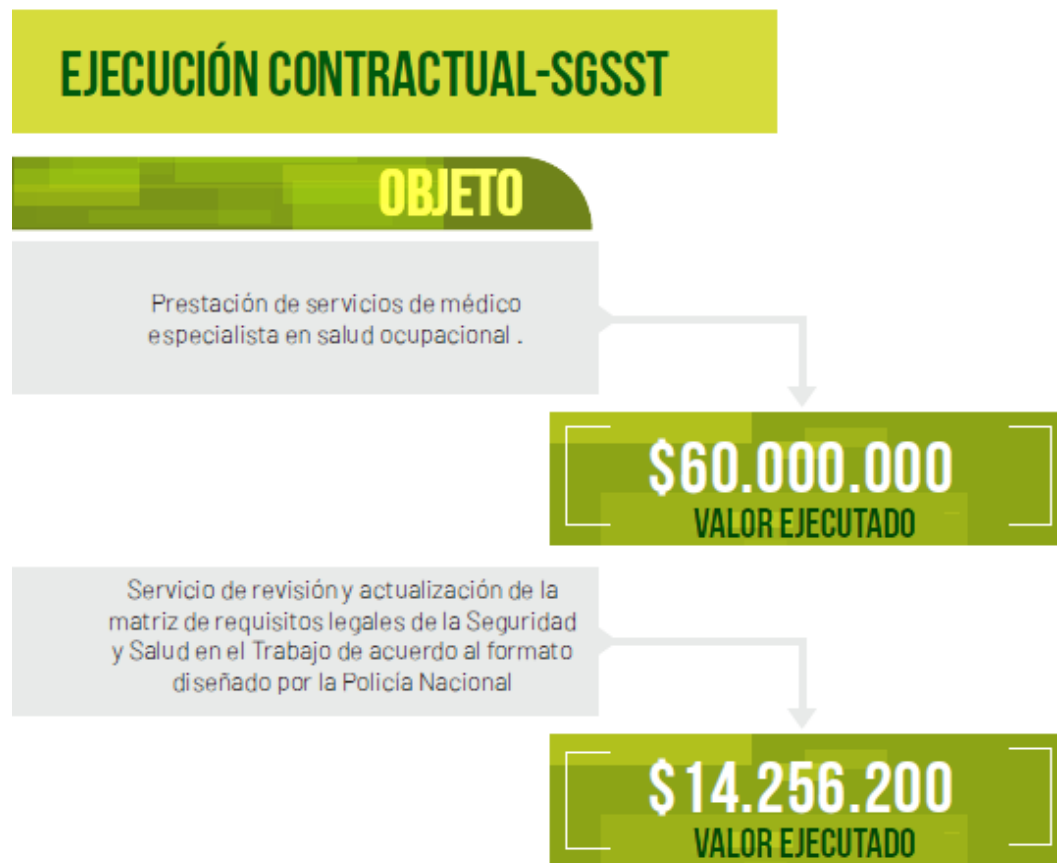 EJECUCIÓN CONTRACTUAL-SGSST
OBJETO
Prestación de servicios de médico
especialista en salud ocupacional .
$60.000.000
VALOR EJECUTADO
Servicio de revisión y actualización de la
matriz de requisitos legales de la Seguridad
y Salud en el Trabajo de acuerdo al formato
diseñado por la Policía Nacional
$14.256.200
VALOR EJECUTADO